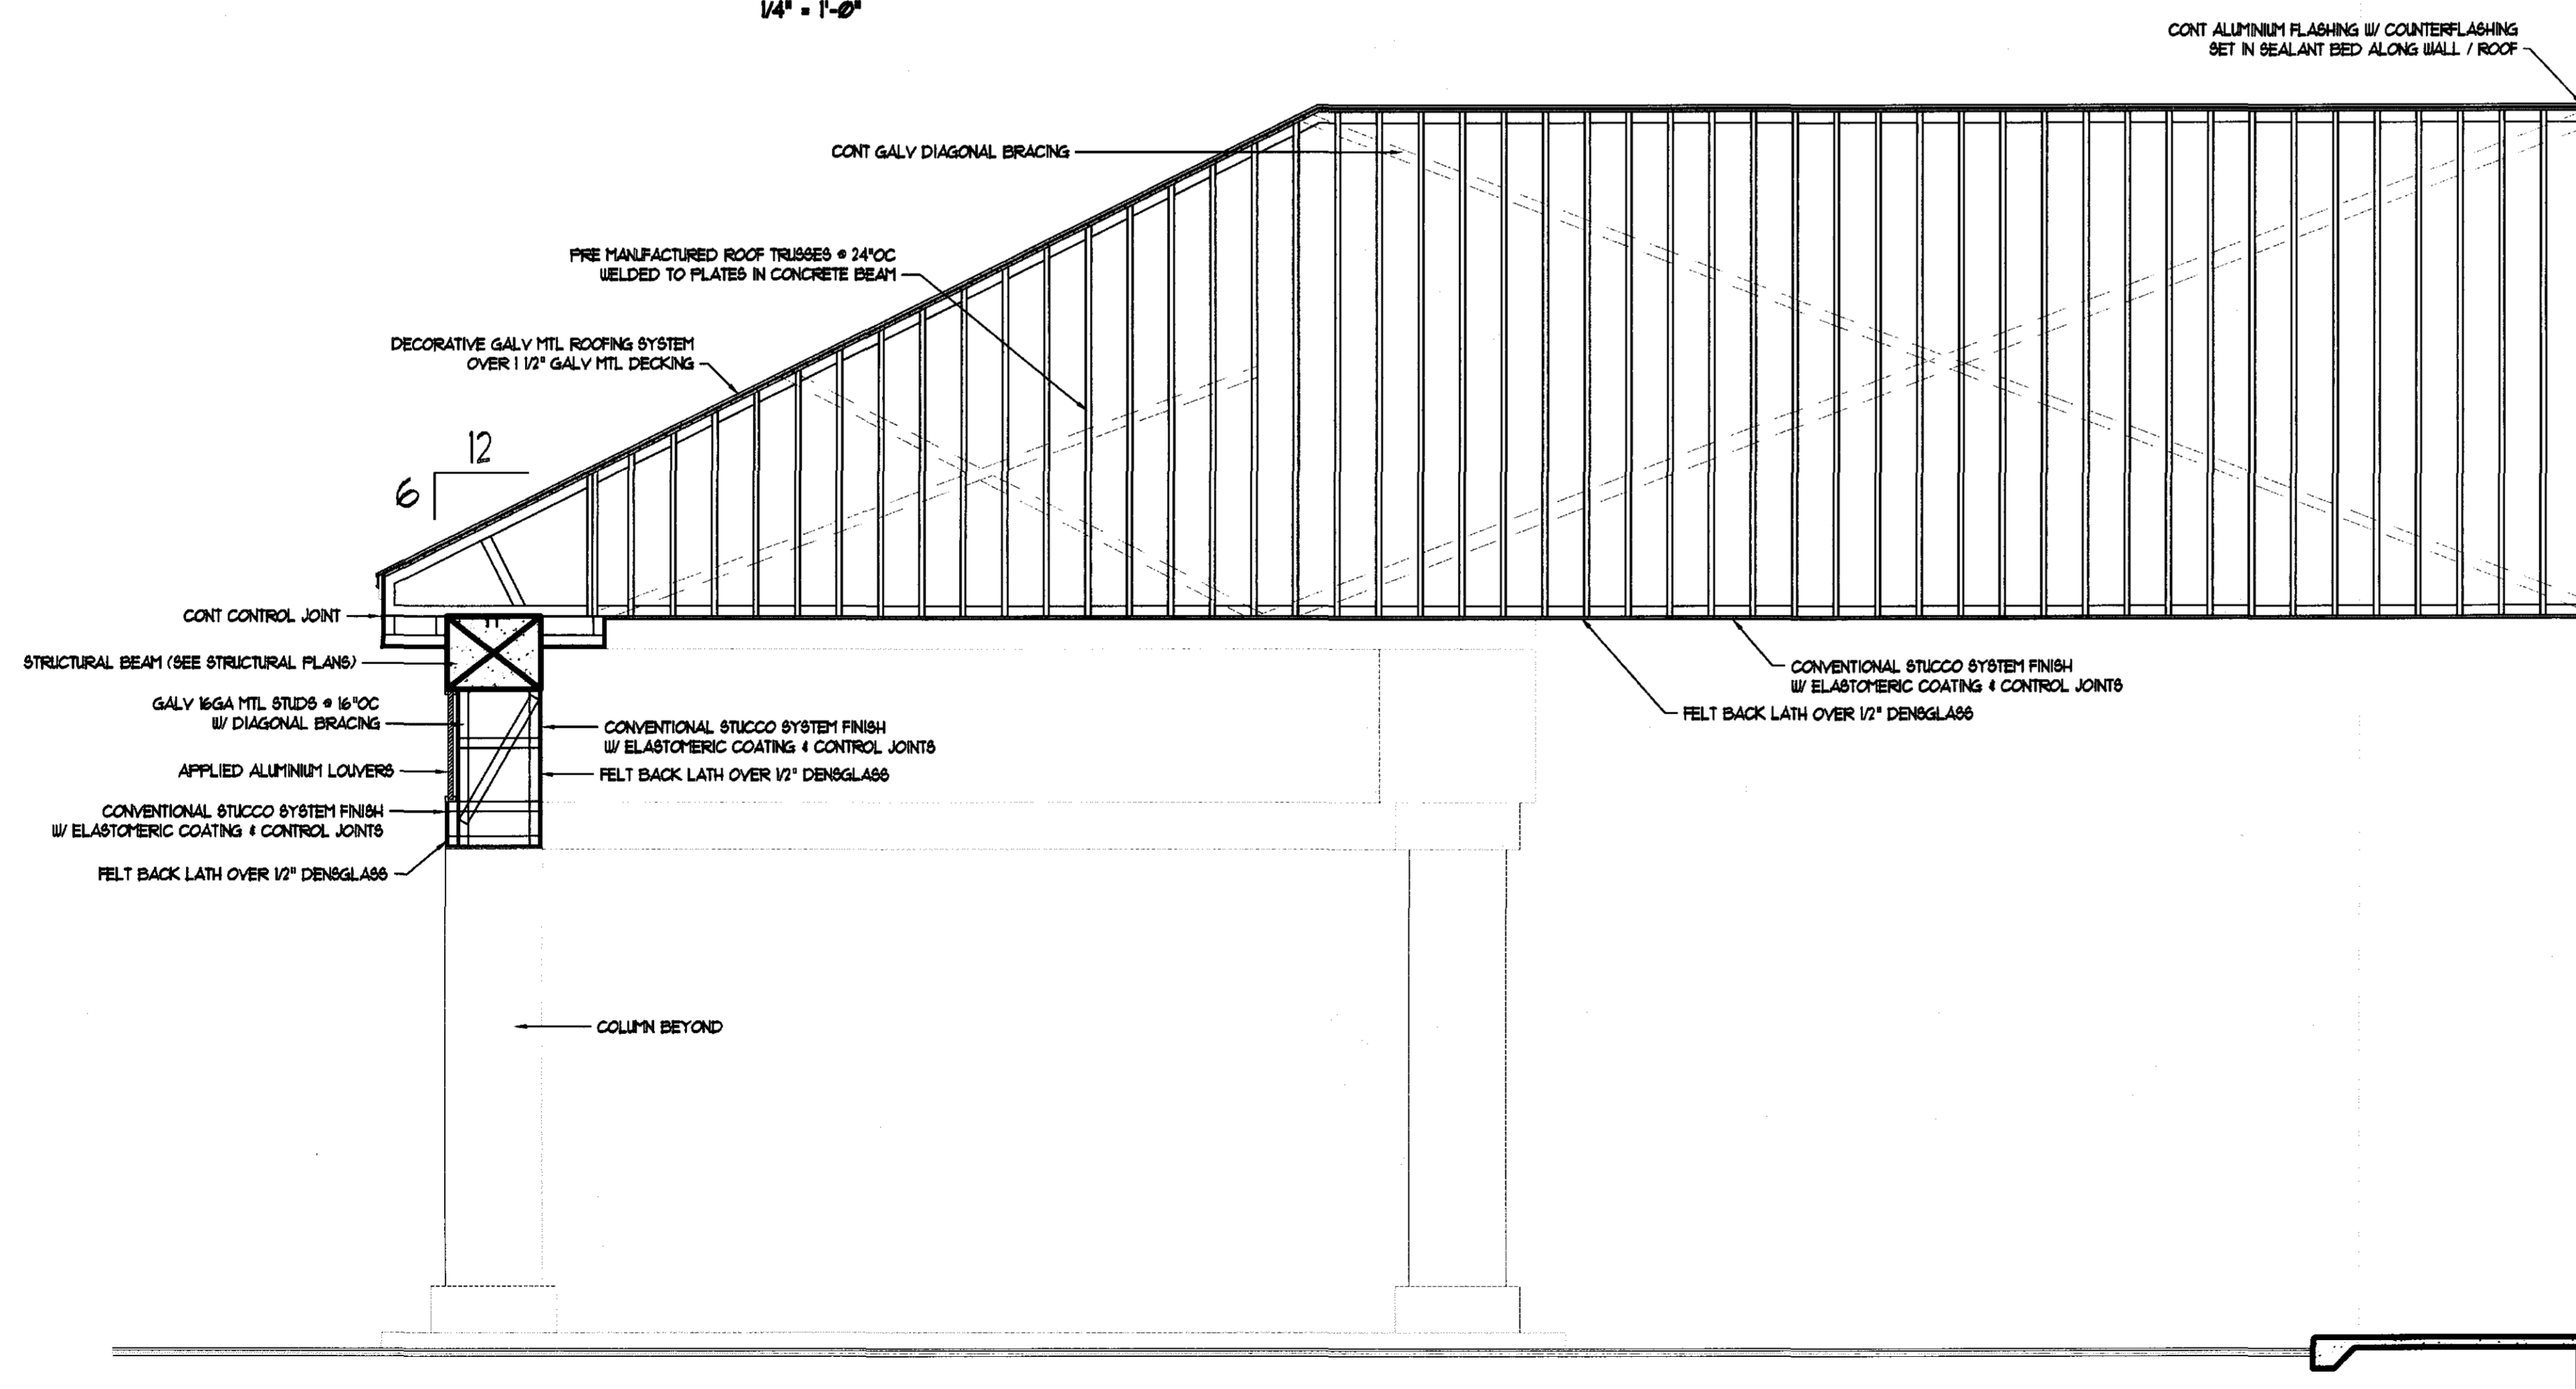 1/4" = 1'-0"
CONT ALUMINIUM FLASHING W/ COUNTERFLASHING
SET IN SEALANT BED ALONG WALL / ROOF
CONT GALV DIAGONAL BRACING
PRE MANUFACTURED ROOF TRUSSES @ 24"OC
WELDED TO PLATES IN CONCRETE BEAM
DECORATIVE GALV MTL ROOFING SYSTEM
OVER 1 1/2" GALV MTL DECKING
12
6
CONT CONTROL JOINT
STRUCTURAL BEAM (SEE STRUCTURAL PLANS)
GALV 16GA MTL STUDS @ 16"OC
W/ DIAGONAL BRACING
APPLIED ALUMINIUM LOUVERS
CONVENTIONAL STUCCO SYSTEM FINISH
W/ ELASTOMERIC COATING & CONTROL JOINTS
FELT BACK LATH OVER 1/2" DENSGLASS
CONVENTIONAL STUCCO SYSTEM FINISH
W/ ELASTOMERIC COATING & CONTROL JOINTS
FELT BACK LATH OVER 1/2" DENSGLASS
CONVENTIONAL STUCCO SYSTEM FINISH
W/ ELASTOMERIC COATING & CONTROL JOINTS
FELT BACK LATH OVER 1/2" DENSGLASS
COLUMN BEYOND